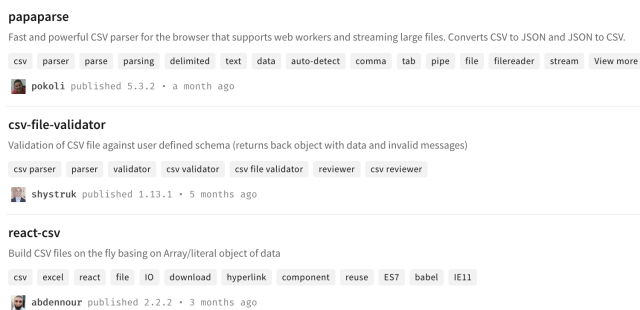 papaparse
Fast and powerful CSV parser for the browser that supports web workers and streaming large files. Converts CSV to JSON and JSON to CSV.
csv parser parse parsing delimited text data auto-detect comma tab pipe file filereader stream View more
pokoli published 5.3.2 • a month ago
csv-file-validator
Validation of CSV file against user defined schema (returns back object with data and invalid messages)
csv parser parser validator csv validator csv file validator reviewer csv reviewer
shystruk published 1.13.1 • 5 months ago
react-csv
Build CSV files on the fly basing on Array/literal object of data
csv excel react file IO download hyperlink component reuse ES7 babel IE11
abdennour published 2.2.2 • 3 months ago